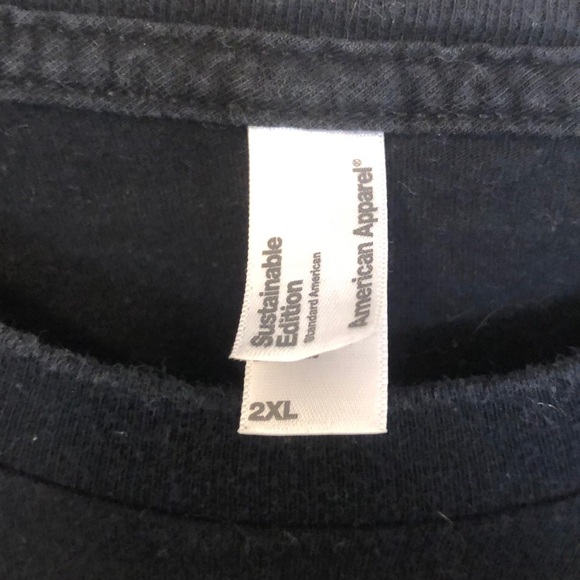 Sustainable
Edition
Standard American
American Apparel®
2XL